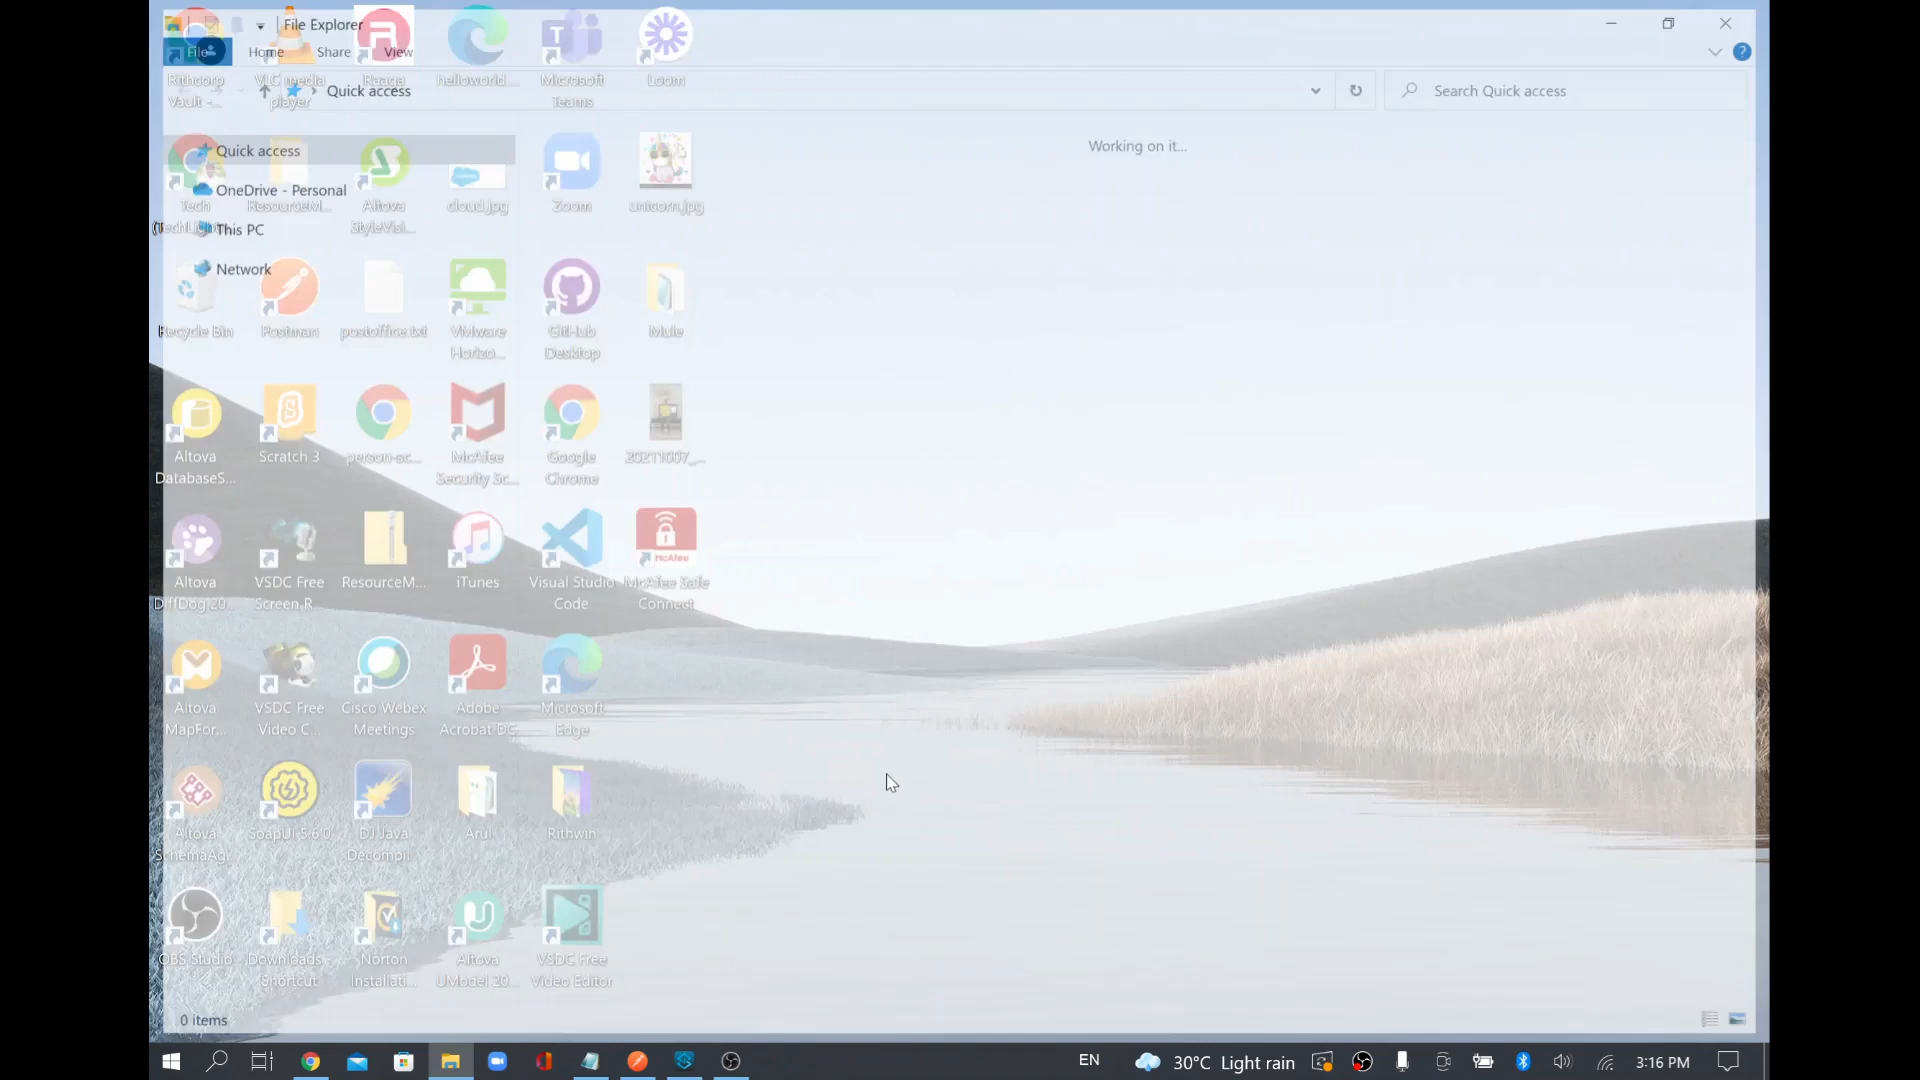 File Explorer
File Home Share View
Quick access
Search Quick access
Working on it...
Quick access
OneDrive - Personal
This PC
Network
Rithcorp
Vault -...
VLC media
player
Raaga
helloworld....
Microsoft
Teams
Loom
Tech
ResourceM...
Altova
StyleVisi...
cloud.jpg
Zoom
unicorn.jpg
Recycle Bin
Postman
postoffice.txt
VMware
Horizo...
GitHub
Desktop
Mule
Altova
DatabaseS...
Scratch 3
person-sc...
McAfee
Security Sc...
Google
Chrome
20211007_...
Altova
DiffDog 20...
VSDC Free
Screen R...
ResourceM...
iTunes
Visual Studio
Code
McAfee
McAfee Safe
Connect
Altova
MapFor...
VSDC Free
Video C...
Cisco Webex
Meetings
Adobe
Acrobat DC
Microsoft
Edge
Altova
SchemaAg...
SoapUI-5.6.0
DJ Java
Decompil...
Arul
Rithwin
OBS Studio
Downloads -
Shortcut
Norton
Installati...
Altova
UModel 20...
VSDC Free
Video Editor
0 items
EN
30°C Light rain
3:16 PM